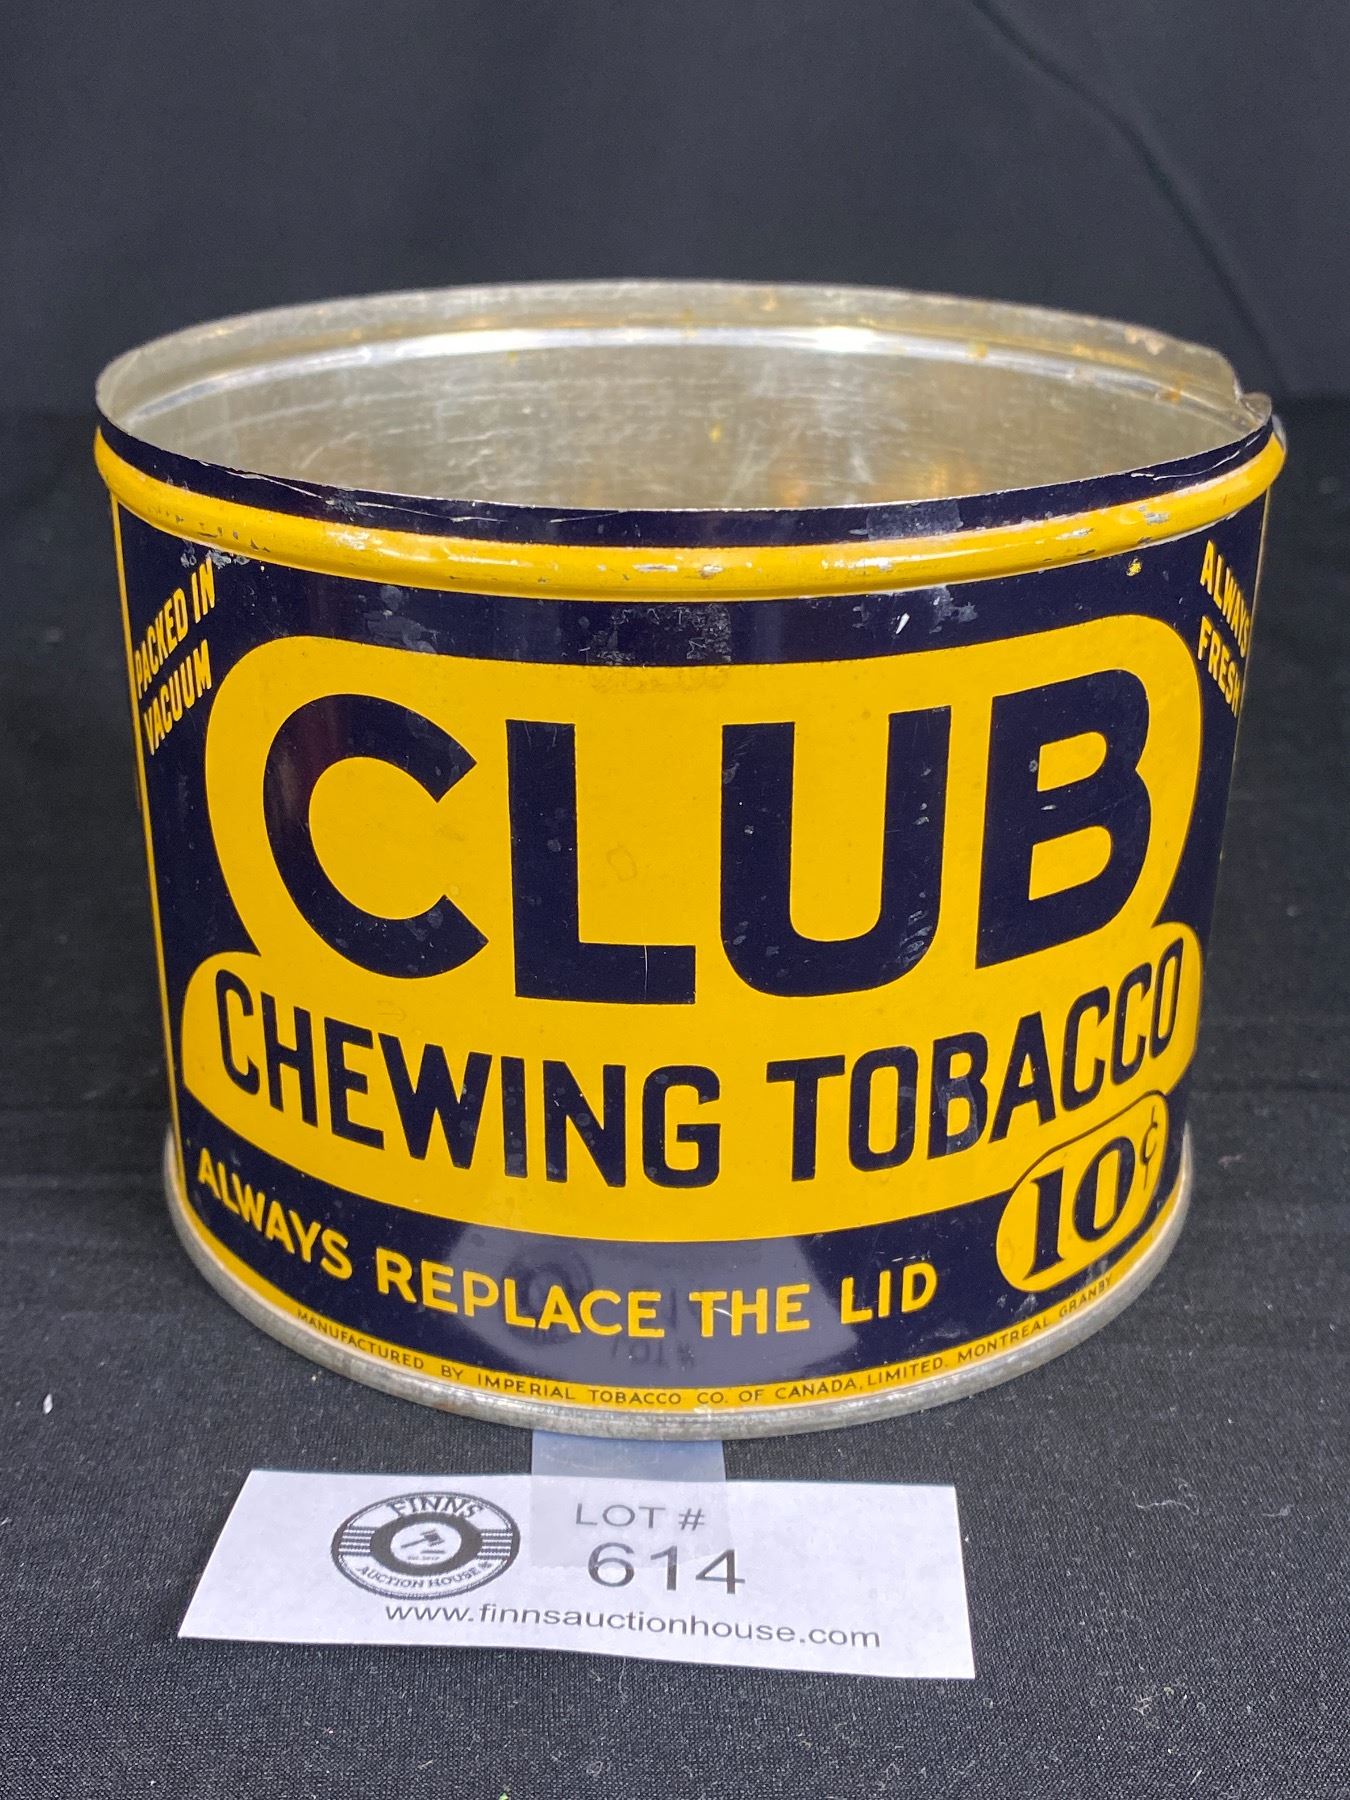 PACKED IN
VACUUM
ALWAYS
FRESH
CLUB
CHEWING TOBACCO
10¢
ALWAYS REPLACE THE LID
MANUFACTURED BY IMPERIAL TOBACCO CO. OF CANADA, LIMITED. MONTREAL GRANBY
FINNS
AUCTION HOUSE
LOT #
614
www.finnsauctionhouse.com